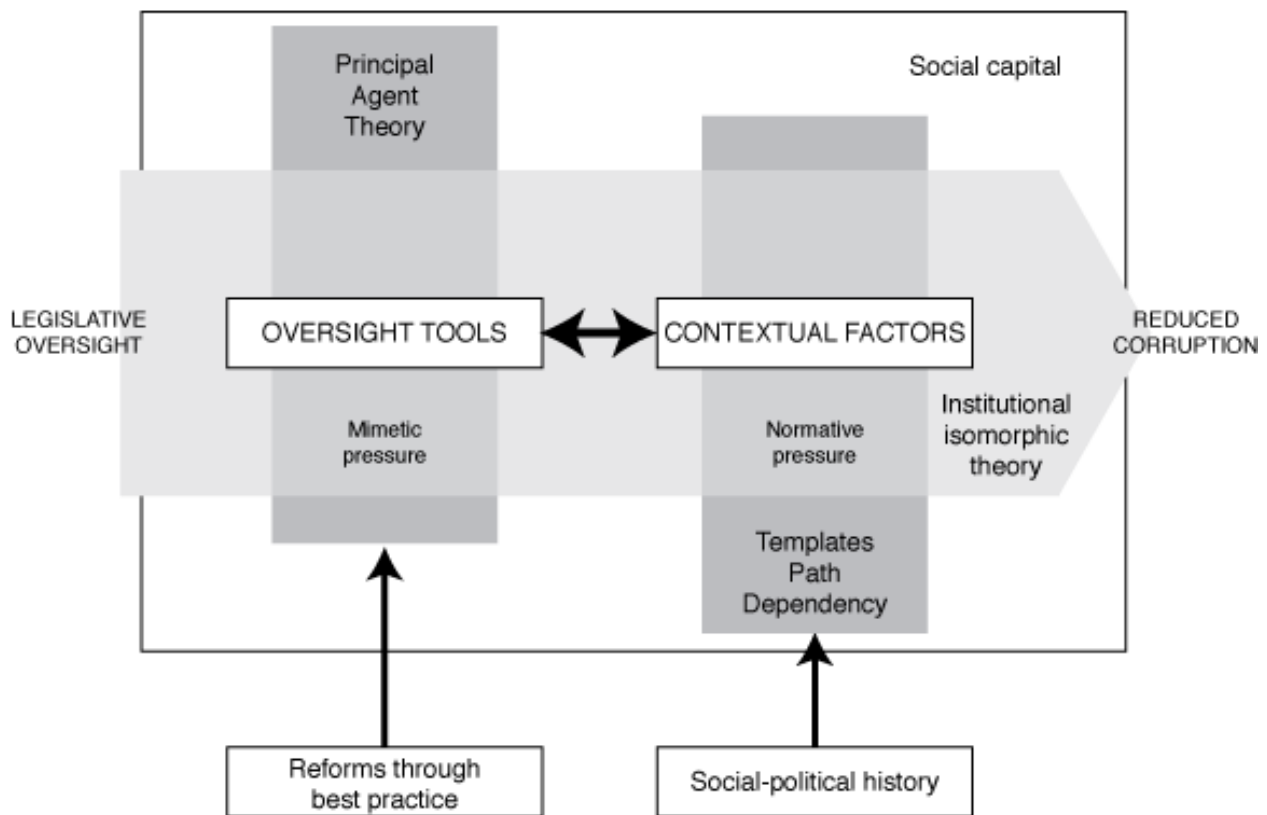 Principal
Agent
Theory
Social capital
LEGISLATIVE
OVERSIGHT
OVERSIGHT TOOLS
CONTEXTUAL FACTORS
REDUCED
CORRUPTION
Mimetic
pressure
Normative
pressure
Institutional
isomorphic
theory
Templates
Path
Dependency
Reforms through
best practice
Social-political history